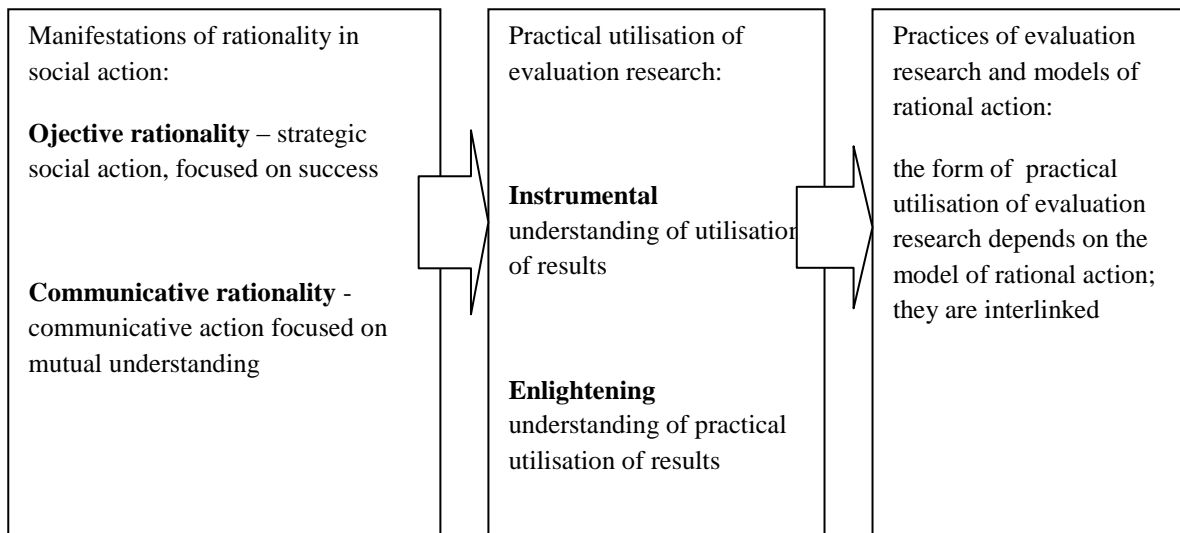 Manifestations of rationality in
social action:
Ojective rationality – strategic
social action, focused on success
Communicative rationality -
communicative action focused on
mutual understanding
Practical utilisation of
evaluation research:
Instrumental
understanding of utilisation
of results
Enlightening
understanding of practical
utilisation of results
Practices of evaluation
research and models of
rational action:
the form of practical
utilisation of evaluation
research depends on the
model of rational action;
they are interlinked